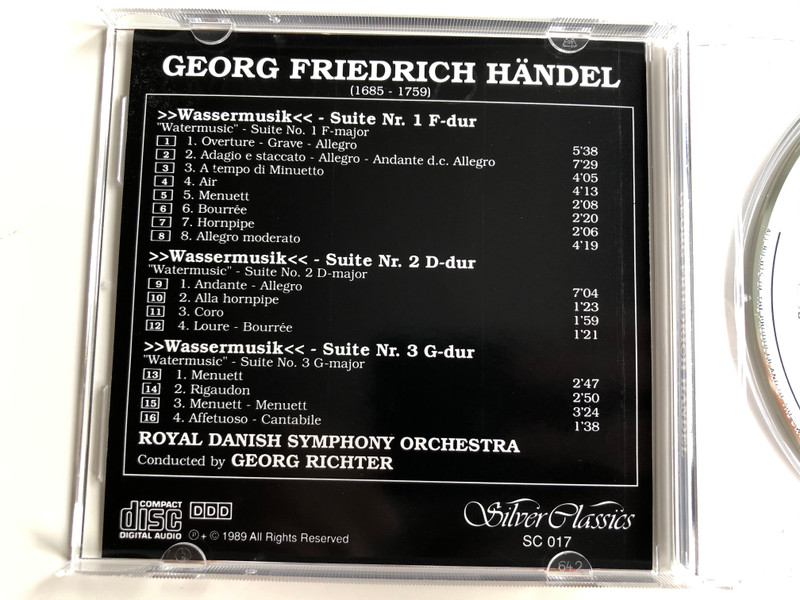 GEORG FRIEDRICH HÄNDEL
(1685 - 1759)
>>Wassermusik<< - Suite Nr. 1 F-dur
"Watermusic" - Suite No. 1 F-major
1 1. Overture - Grave - Allegro 5'38
2 2. Adagio e staccato - Allegro - Andante d.c. Allegro 7'29
3 3. A tempo di Minuetto 4'05
4 4. Air 4'13
5 5. Menuett 2'08
6 6. Bourrée 2'20
7 7. Hornpipe 2'06
8 8. Allegro moderato 4'19
>>Wassermusik<< - Suite Nr. 2 D-dur
"Watermusic" - Suite No. 2 D-major
9 1. Andante - Allegro 7'04
10 2. Alla hornpipe 1'23
11 3. Coro 1'59
12 4. Loure - Bourrée 1'21
>>Wassermusik<< - Suite Nr. 3 G-dur
"Watermusic" - Suite No. 3 G-major
13 1. Menuett 2'47
14 2. Rigaudon 2'50
15 3. Menuett - Menuett 3'24
16 4. Affetuoso - Cantabile 1'38
ROYAL DANISH SYMPHONY ORCHESTRA
Conducted by GEORG RICHTER
COMPACT disc DIGITAL AUDIO
DDD
℗ + © 1989 All Rights Reserved
Silver Classics
SC 017
642